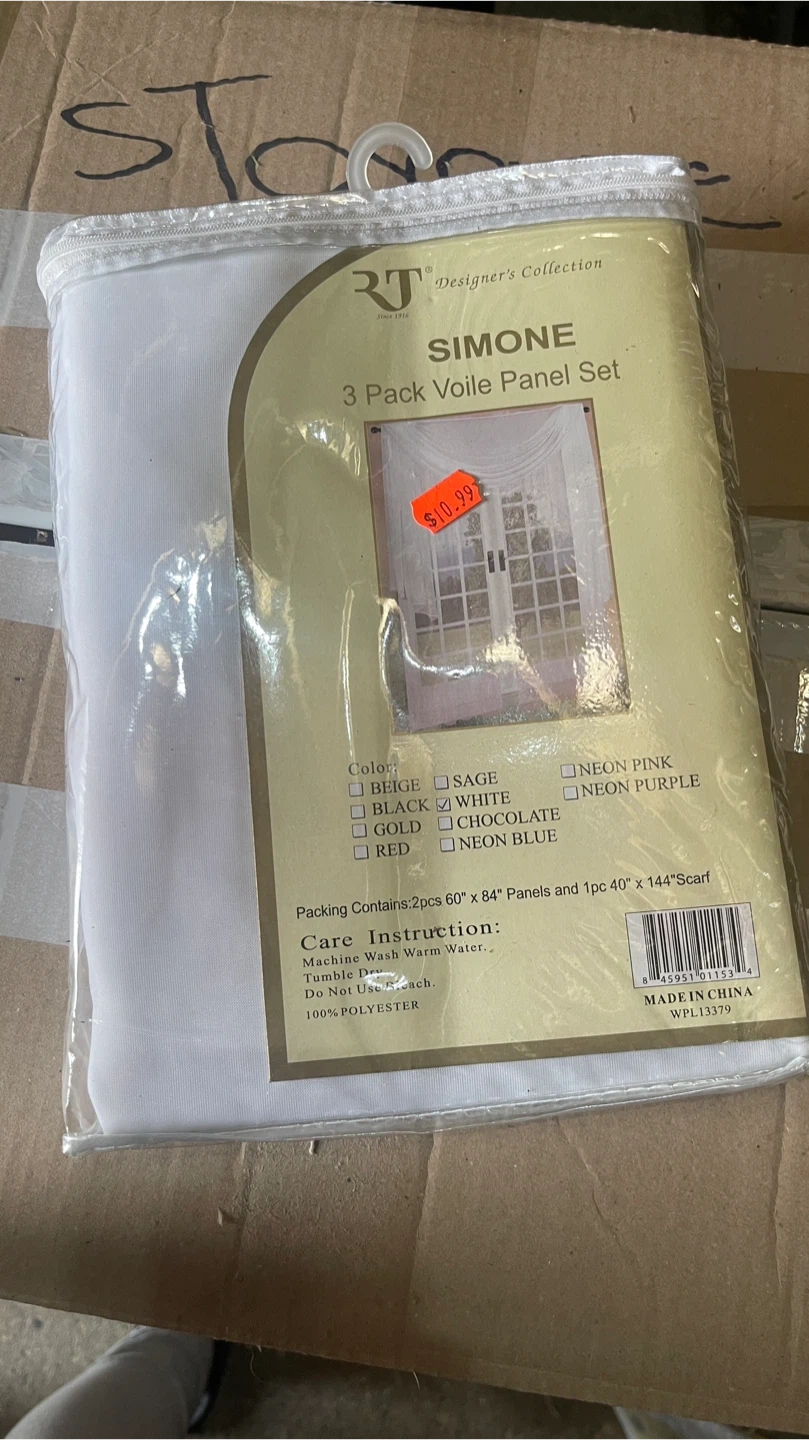 STORAGE
RT® Designer's Collection
Since 1916
SIMONE
3 Pack Voile Panel Set
$10.99
Color:
☐ BEIGE ☐ SAGE ☐ NEON PINK
☐ BLACK ☑ WHITE ☐ NEON PURPLE
☐ GOLD ☐ CHOCOLATE
☐ RED ☐ NEON BLUE
Packing Contains:2pcs 60" x 84" Panels and 1pc 40" x 144"Scarf
Care Instruction:
Machine Wash Warm Water.
Tumble Dry
Do Not Use Bleach.
100% POLYESTER
8 45951 01153 4
MADE IN CHINA
WPL13379